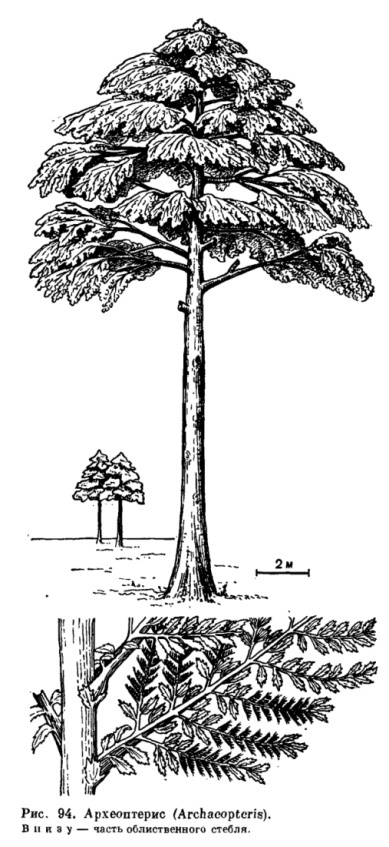 2 м
Рис. 94. Археоптерис (Archaeopteris).
Внизу — часть облиственного стебля.